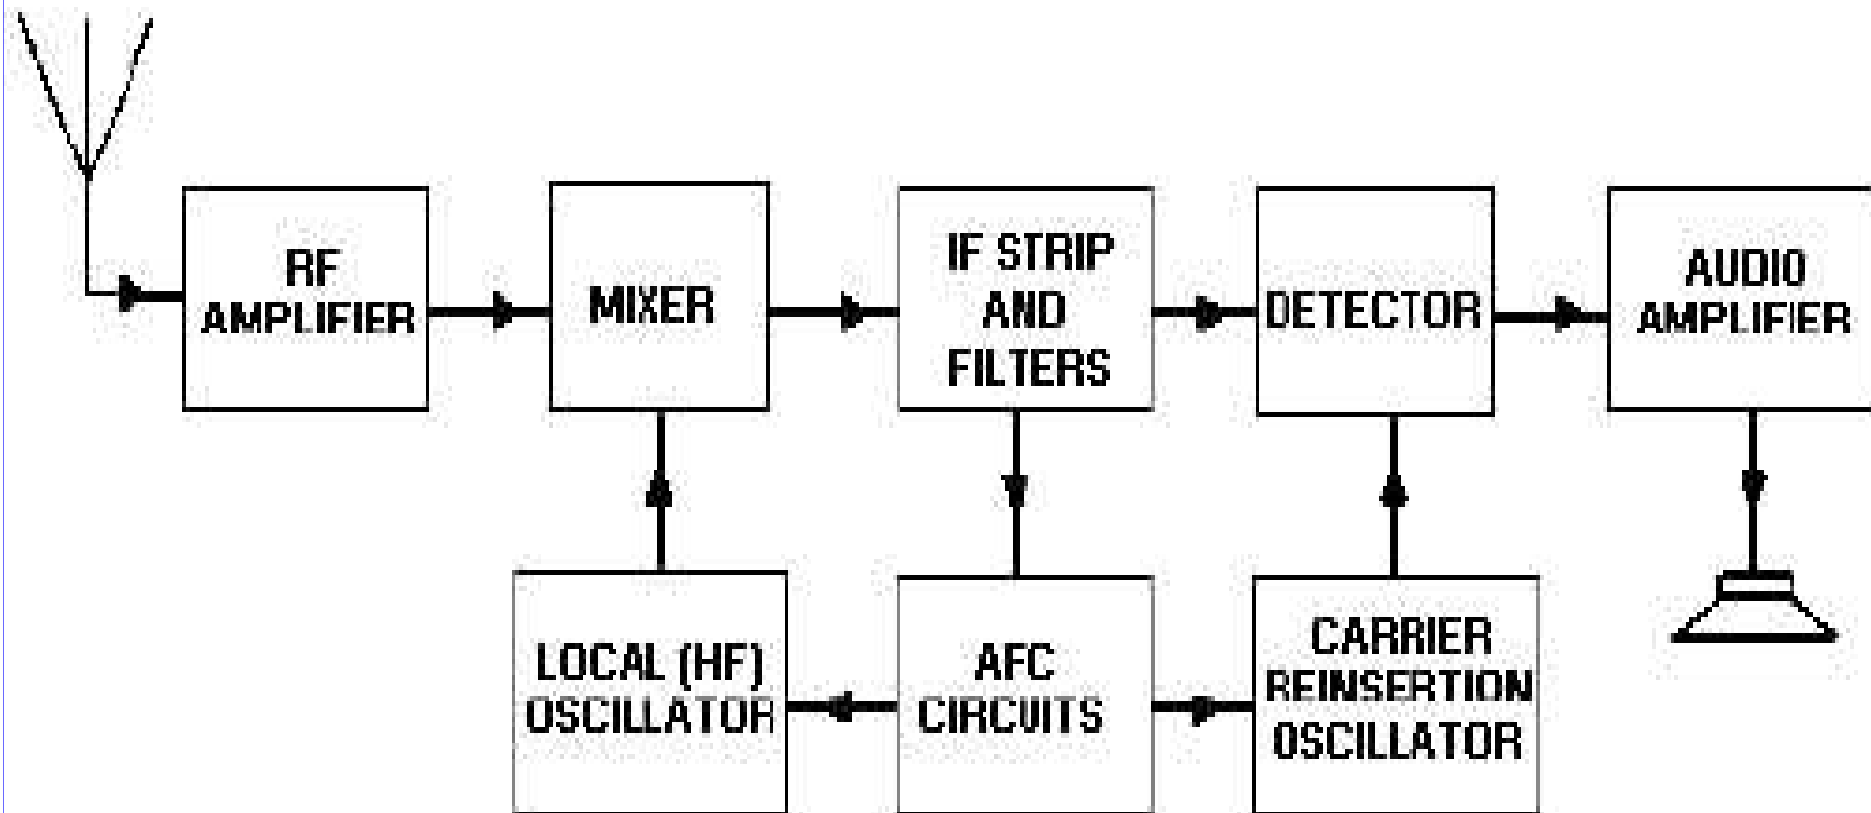 RF
AMPLIFIER
MIXER
IF STRIP
AND
FILTERS
DETECTOR
AUDIO
AMPLIFIER
LOCAL (HF)
OSCILLATOR
AFC
CIRCUITS
CARRIER
REINSERTION
OSCILLATOR